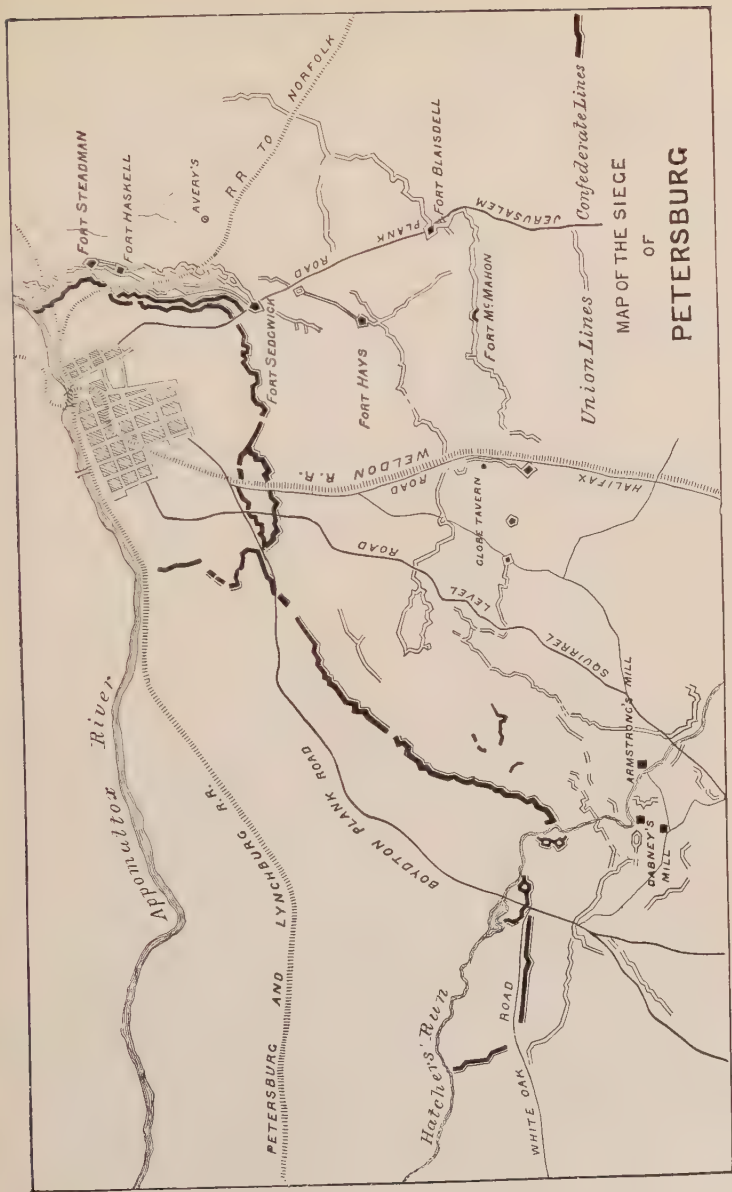 FORT STEADMAN
FORT HASKELL
AVERY'S
RR TO NORFOLK
Appomattox River
PETERSBURG AND LYNCHBURG R.R.
FORT SEDGWICK
JERUSALEM PLANK ROAD
FORT BLAISDELL
FORT HAYS
FORT McMAHON
WELDON R.R.
HALIFAX ROAD
GLOBE TAVERN
SQUIRREL LEVEL ROAD
BOYDTON PLANK ROAD
ARMSTRONG'S MILL
DABNEY'S MILL
Hatchers' Run
WHITE OAK ROAD
Union Lines Confederate Lines
MAP OF THE SIEGE
OF
PETERSBURG